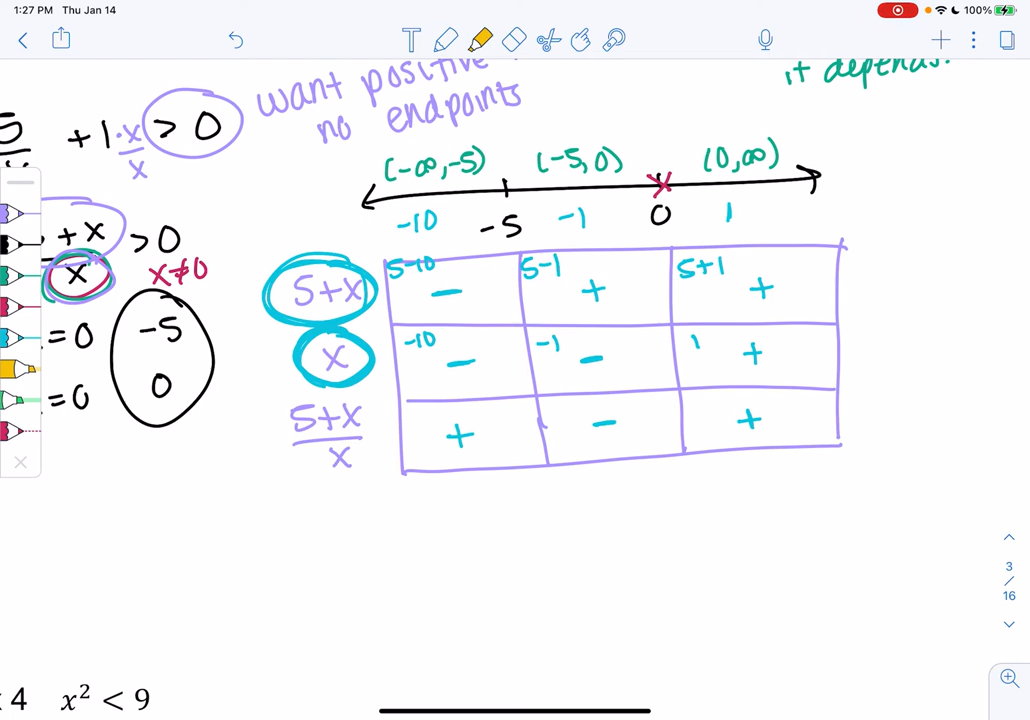 1:27 PM Thu Jan 14
100%
T
want positive
no endpoints
it depends.
+1·x/x > 0
(-∞,-5) (-5,0) (0,∞)
-10 -5 -1 0 1
+x/x > 0
x≠0
=0 -5
=0 0
5+x 5-10 − 5-1 + 5+1 +
x -10 − -1 − 1 +
5+x/x + − +
3
/
16
4 x² < 9